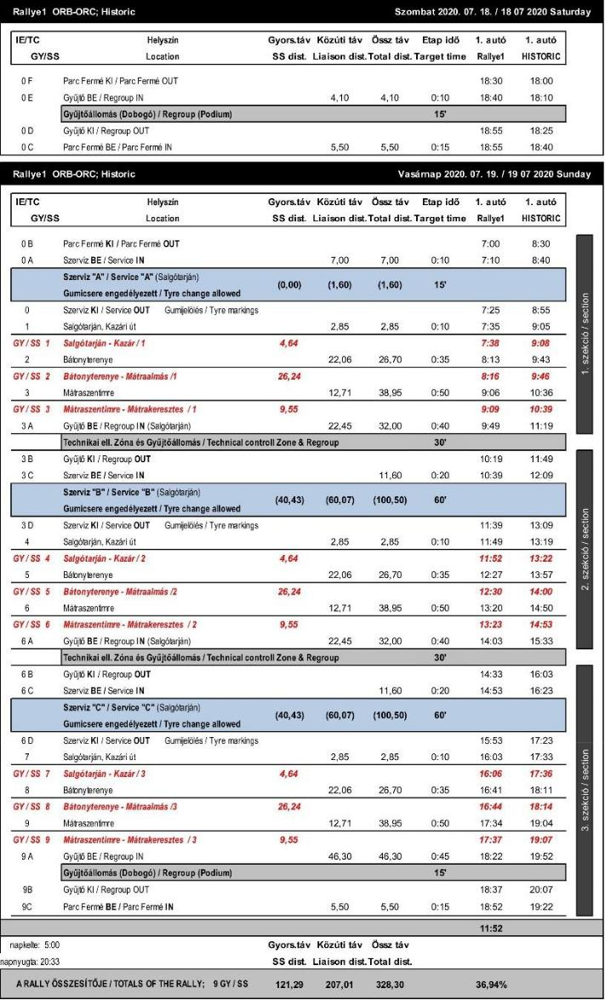 Rallye1 ORB-ORC; Historic Szombat 2020. 07. 18. / 18 07 2020 Saturday
IE/TC Helyszín Gyors.táv Közúti táv Össz táv Etap idő 1. autó 1. autó
GY/SS Location SS dist. Liaison dist. Total dist. Target time Rallye1 HISTORIC
0 F Parc Fermé KI / Parc Fermé OUT 18:30 18:00
0 E Gyűjtő BE / Regroup IN 4,10 4,10 0:10 18:40 18:10
Gyűjtőállomás (Dobogó) / Regroup (Podium) 15'
0 D Gyűjtő KI / Regroup OUT 18:55 18:25
0 C Parc Fermé BE / Parc Fermé IN 5,50 5,50 0:15 18:55 18:40
Rallye1 ORB-ORC; Historic Vasárnap 2020. 07. 19. / 19 07 2020 Sunday
IE/TC Helyszín Gyors.táv Közúti táv Össz táv Etap idő 1. autó 1. autó
GY/SS Location SS dist. Liaison dist. Total dist. Target time Rallye1 HISTORIC
0 B Parc Fermé KI / Parc Fermé OUT 7:00 8:30
0 A Szerviz BE / Service IN 7,00 7,00 0:10 7:10 8:40
Szerviz "A" / Service "A" (Salgótarján)
(0,00) (1,60) (1,60) 15'
Gumicsere engedélyezett / Tyre change allowed
0 Szerviz KI / Service OUT Gumijelölés / Tyre markings 7:25 8:55
1 Salgótarján, Kazári út 2,85 2,85 0:10 7:35 9:05
GY / SS 1 Salgótarján - Kazár / 1 4,64 7:38 9:08
2 Bátonyterenye 22,06 26,70 0:35 8:13 9:43
GY / SS 2 Bátonyterenye - Mátraalmás /1 26,24 8:16 9:46
3 Mátraszentimre 12,71 38,95 0:50 9:06 10:36
GY / SS 3 Mátraszentimre - Mátrakeresztes / 1 9,55 9:09 10:39
3 A Gyűjtő BE / Regroup IN (Salgótarján) 22,45 32,00 0:40 9:49 11:19
Technikai ell. Zóna és Gyűjtőállomás / Technical controll Zone & Regroup 30'
1. szekció / section
3 B Gyűjtő KI / Regroup OUT 10:19 11:49
3 C Szerviz BE / Service IN 11,60 0:20 10:39 12:09
Szerviz "B" / Service "B" (Salgótarján)
(40,43) (60,07) (100,50) 60'
Gumicsere engedélyezett / Tyre change allowed
3 D Szerviz KI / Service OUT Gumijelölés / Tyre markings 11:39 13:09
4 Salgótarján, Kazári út 2,85 2,85 0:10 11:49 13:19
GY / SS 4 Salgótarján - Kazár / 2 4,64 11:52 13:22
5 Bátonyterenye 22,06 26,70 0:35 12:27 13:57
GY / SS 5 Bátonyterenye - Mátraalmás /2 26,24 12:30 14:00
6 Mátraszentimre 12,71 38,95 0:50 13:20 14:50
GY / SS 6 Mátraszentimre - Mátrakeresztes / 2 9,55 13:23 14:53
6 A Gyűjtő BE / Regroup IN (Salgótarján) 22,45 32,00 0:40 14:03 15:33
Technikai ell. Zóna és Gyűjtőállomás / Technical controll Zone & Regroup 30'
2. szekció / section
6 B Gyűjtő KI / Regroup OUT 14:33 16:03
6 C Szerviz BE / Service IN 11,60 0:20 14:53 16:23
Szerviz "C" / Service "C" (Salgótarján)
(40,43) (60,07) (100,50) 60'
Gumicsere engedélyezett / Tyre change allowed
6 D Szerviz KI / Service OUT Gumijelölés / Tyre markings 15:53 17:23
7 Salgótarján, Kazári út 2,85 2,85 0:10 16:03 17:33
GY / SS 7 Salgótarján - Kazár / 3 4,64 16:06 17:36
8 Bátonyterenye 22,06 26,70 0:35 16:41 18:11
GY / SS 8 Bátonyterenye - Mátraalmás /3 26,24 16:44 18:14
9 Mátraszentimre 12,71 38,95 0:50 17:34 19:04
GY / SS 9 Mátraszentimre - Mátrakeresztes / 3 9,55 17:37 19:07
9 A Gyűjtő BE / Regroup IN 46,30 46,30 0:45 18:22 19:52
Gyűjtőállomás (Dobogó) / Regroup (Podium) 15'
9B Gyűjtő KI / Regroup OUT 18:37 20:07
9C Parc Fermé BE / Parc Fermé IN 5,50 5,50 0:15 18:52 19:22
3. szekció / section
11:52
napkelte: 5:00 Gyors.táv Közúti táv Össz táv
napnyugta: 20:33 SS dist. Liaison dist. Total dist.
A RALLY ÖSSZESÍTŐJE / TOTALS OF THE RALLY; 9 GY / SS 121,29 207,01 328,30 36,94%